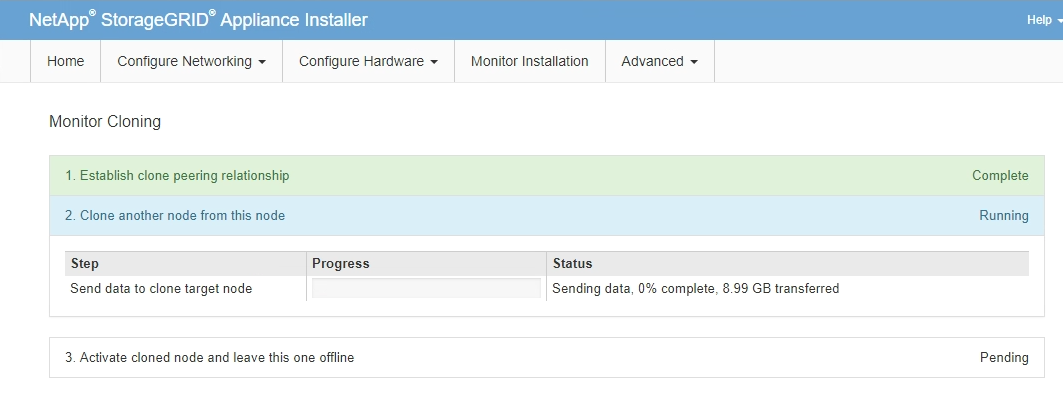 NetApp® StorageGRID® Appliance Installer Help
Home Configure Networking Configure Hardware Monitor Installation Advanced
Monitor Cloning
1. Establish clone peering relationship Complete
2. Clone another node from this node Running
Step Progress Status
Send data to clone target node Sending data, 0% complete, 8.99 GB transferred
3. Activate cloned node and leave this one offline Pending